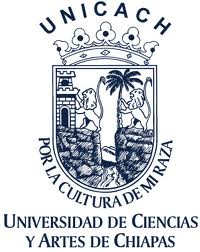 UNICACH
POR LA CULTURA DE MI RAZA
UNIVERSIDAD DE CIENCIAS
Y ARTES DE CHIAPAS